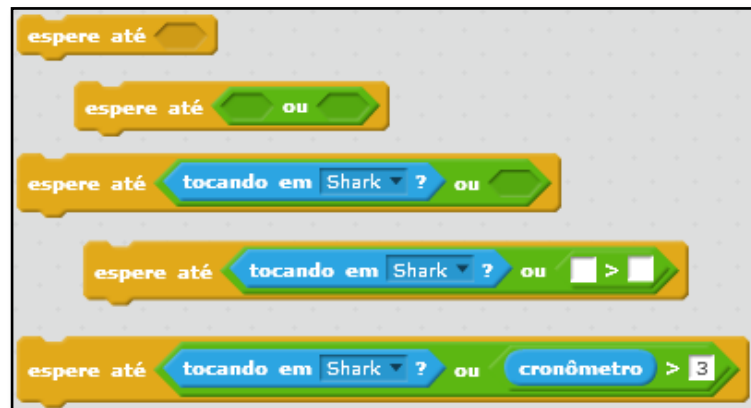 espere até
espere até ou
espere até tocando em Shark ? ou
espere até tocando em Shark ? ou >
espere até tocando em Shark ? ou cronômetro > 3